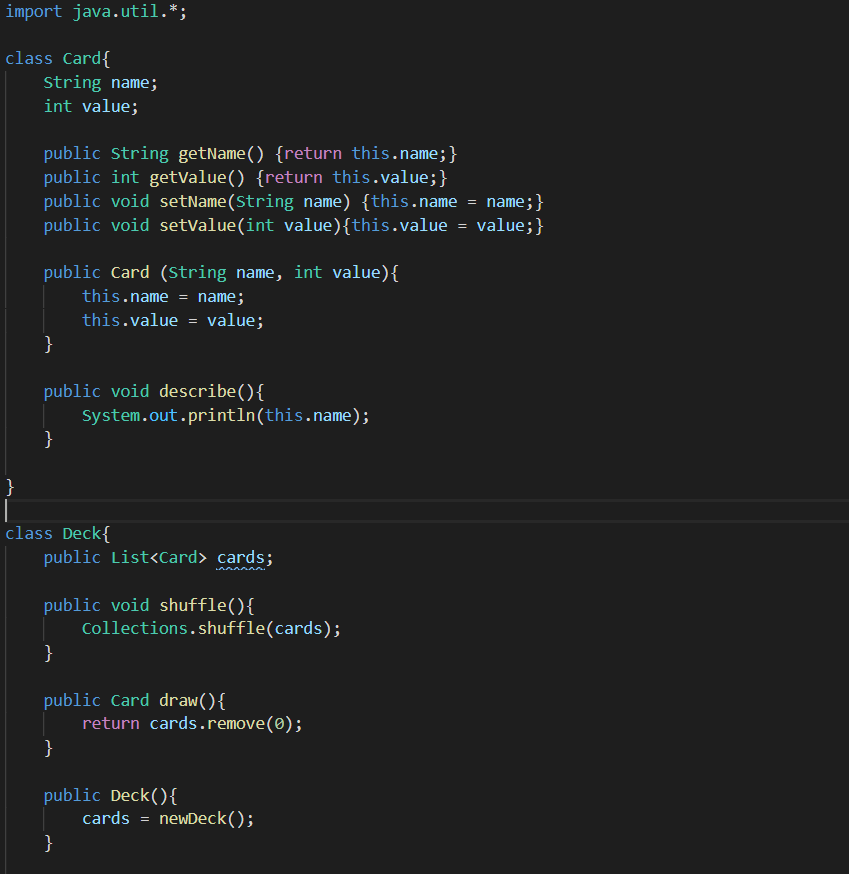 import java.util.*;

class Card{
    String name;
    int value;

    public String getName() {return this.name;}
    public int getValue() {return this.value;}
    public void setName(String name) {this.name = name;}
    public void setValue(int value){this.value = value;}

    public Card (String name, int value){
        this.name = name;
        this.value = value;
    }

    public void describe(){
        System.out.println(this.name);
    }

}

class Deck{
    public List<Card> cards;

    public void shuffle(){
        Collections.shuffle(cards);
    }

    public Card draw(){
        return cards.remove(0);
    }

    public Deck(){
        cards = newDeck();
    }